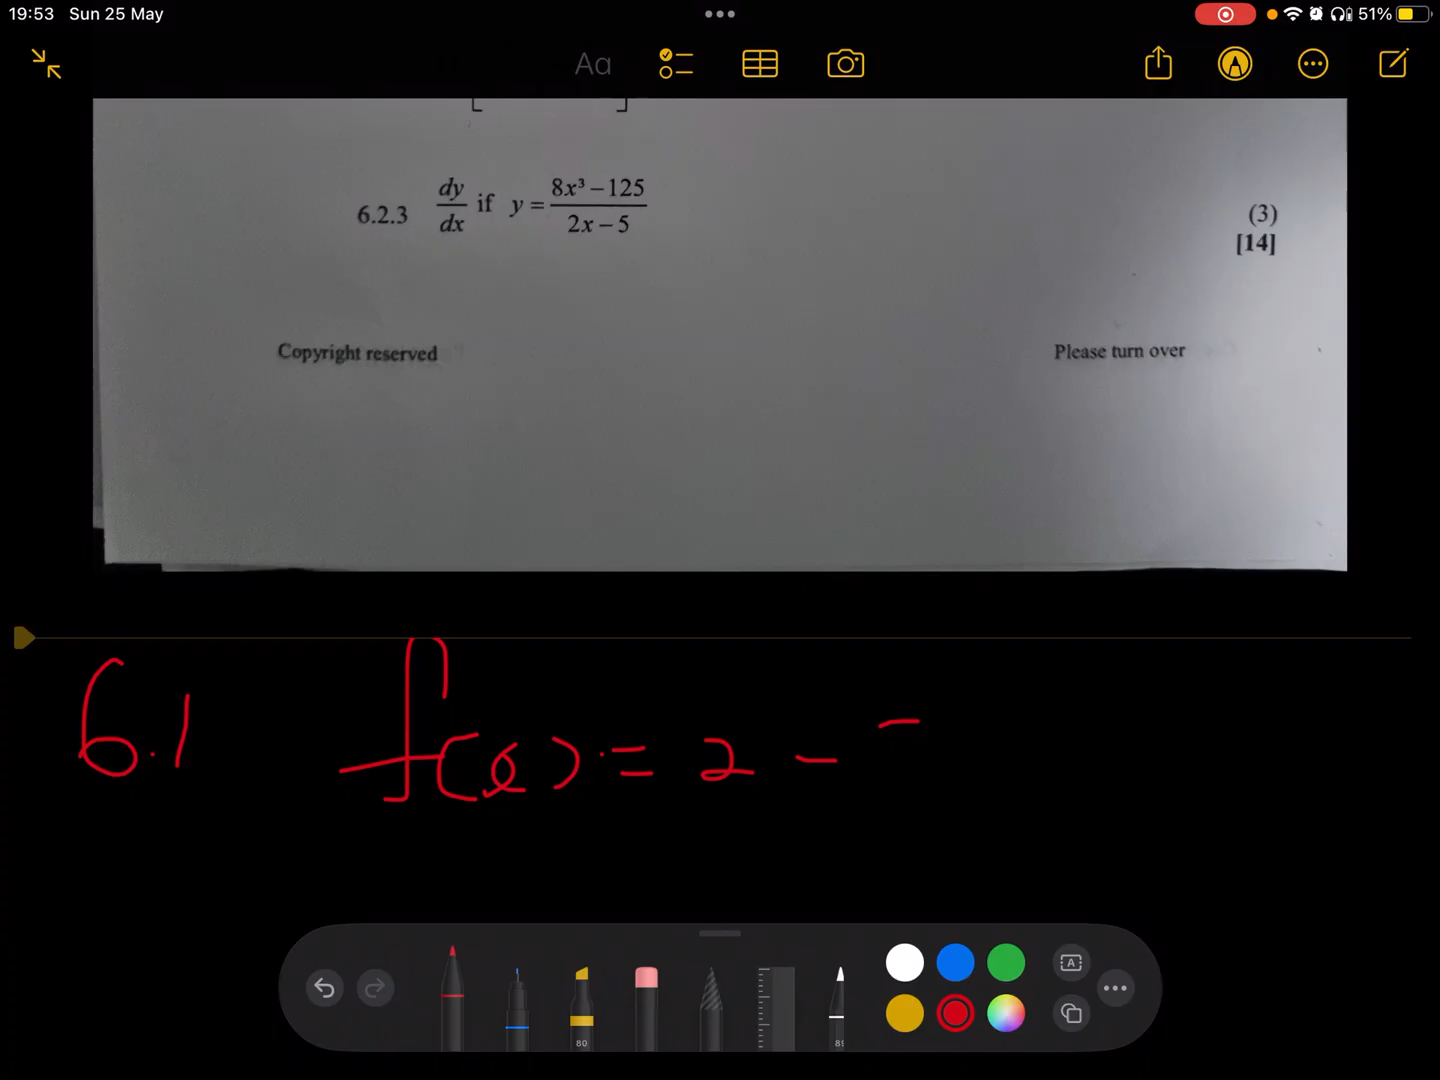 19:53 Sun 25 May
51%
Aa
6.2.3 dy/dx if y = (8x³ – 125)/(2x – 5)
(3)
[14]
Copyright reserved
Please turn over
6.1 f(x) = 2 –
80
A